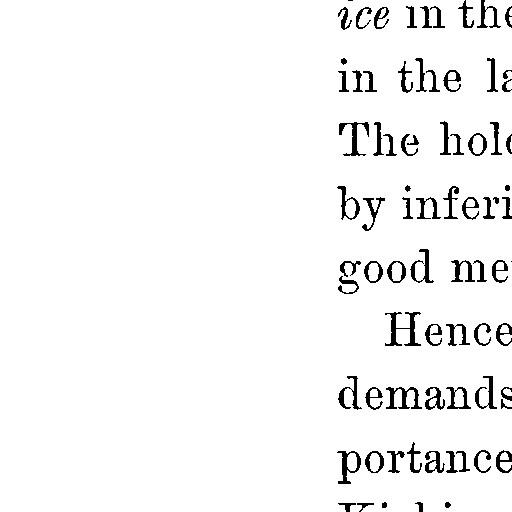 ice in the
in the la
The hol
by inferi
good me
Hence
demands
portance